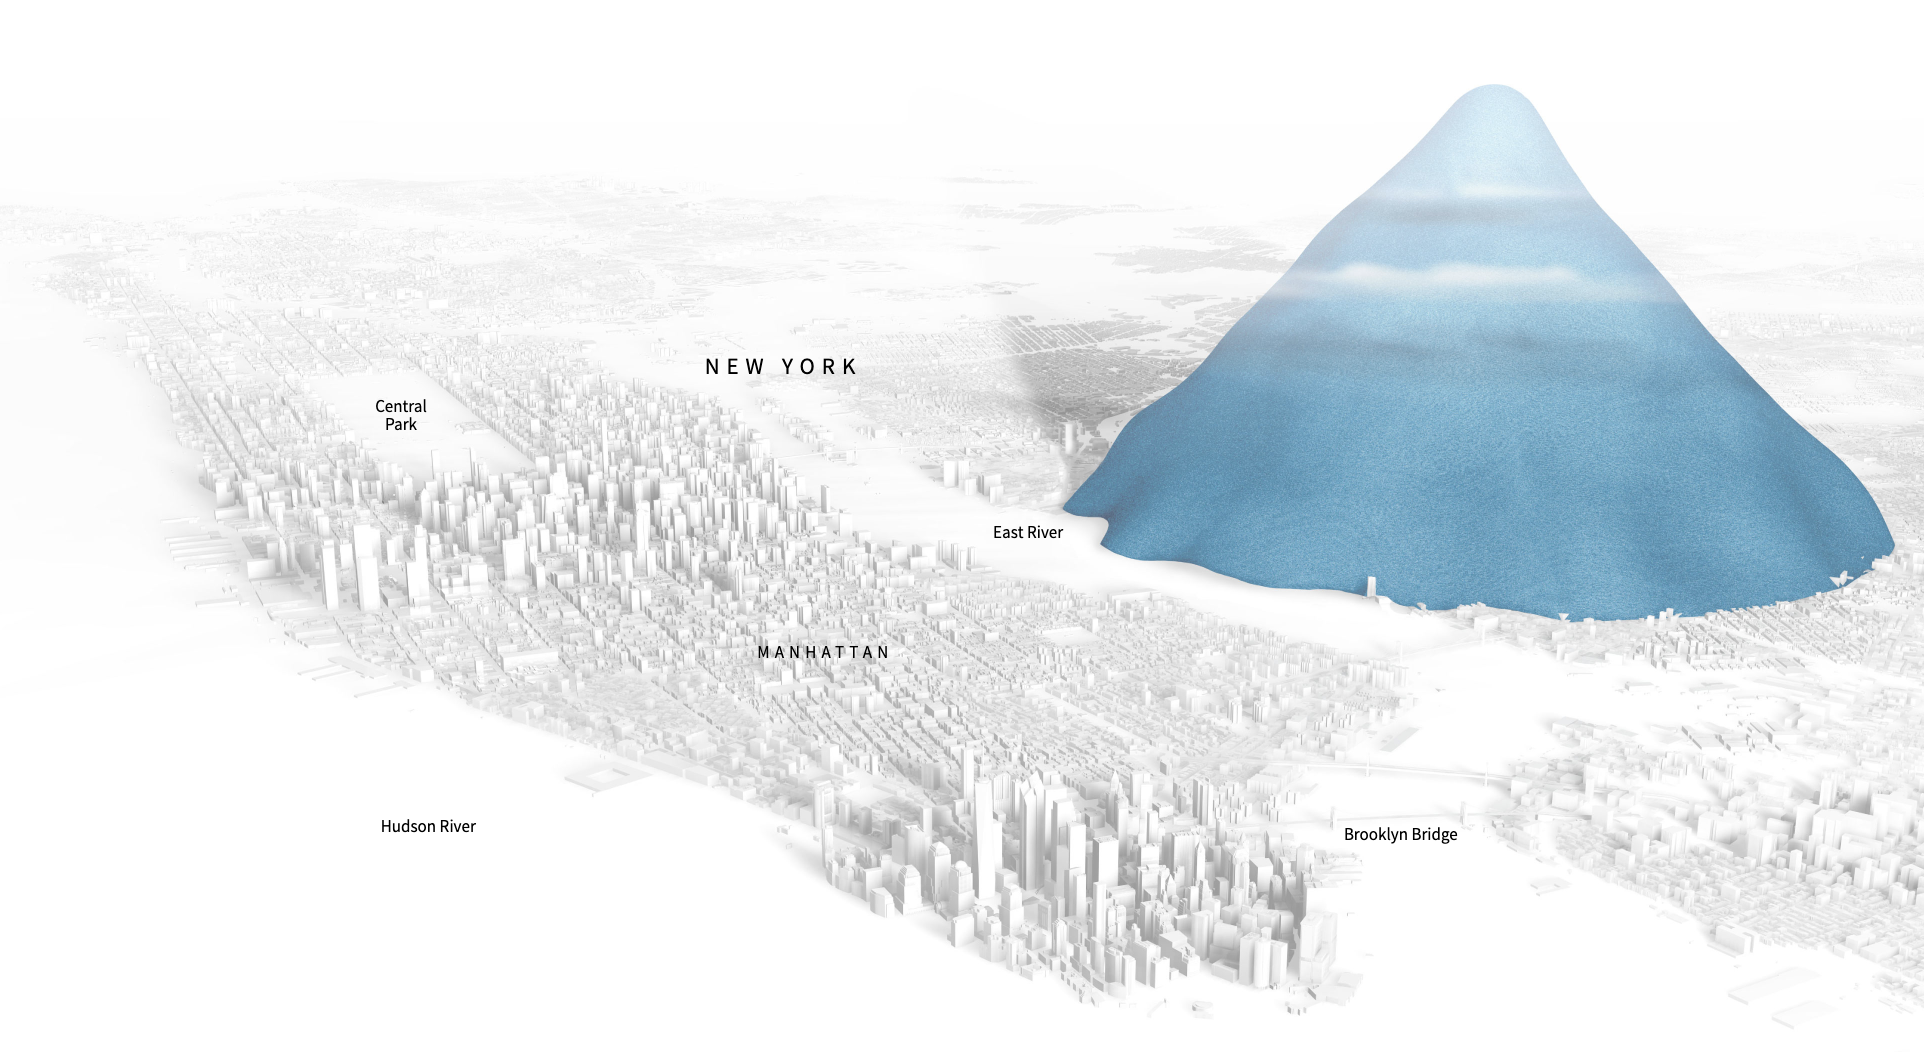 NEW YORK
Central
Park
East River
MANHATTAN
Hudson River
Brooklyn Bridge